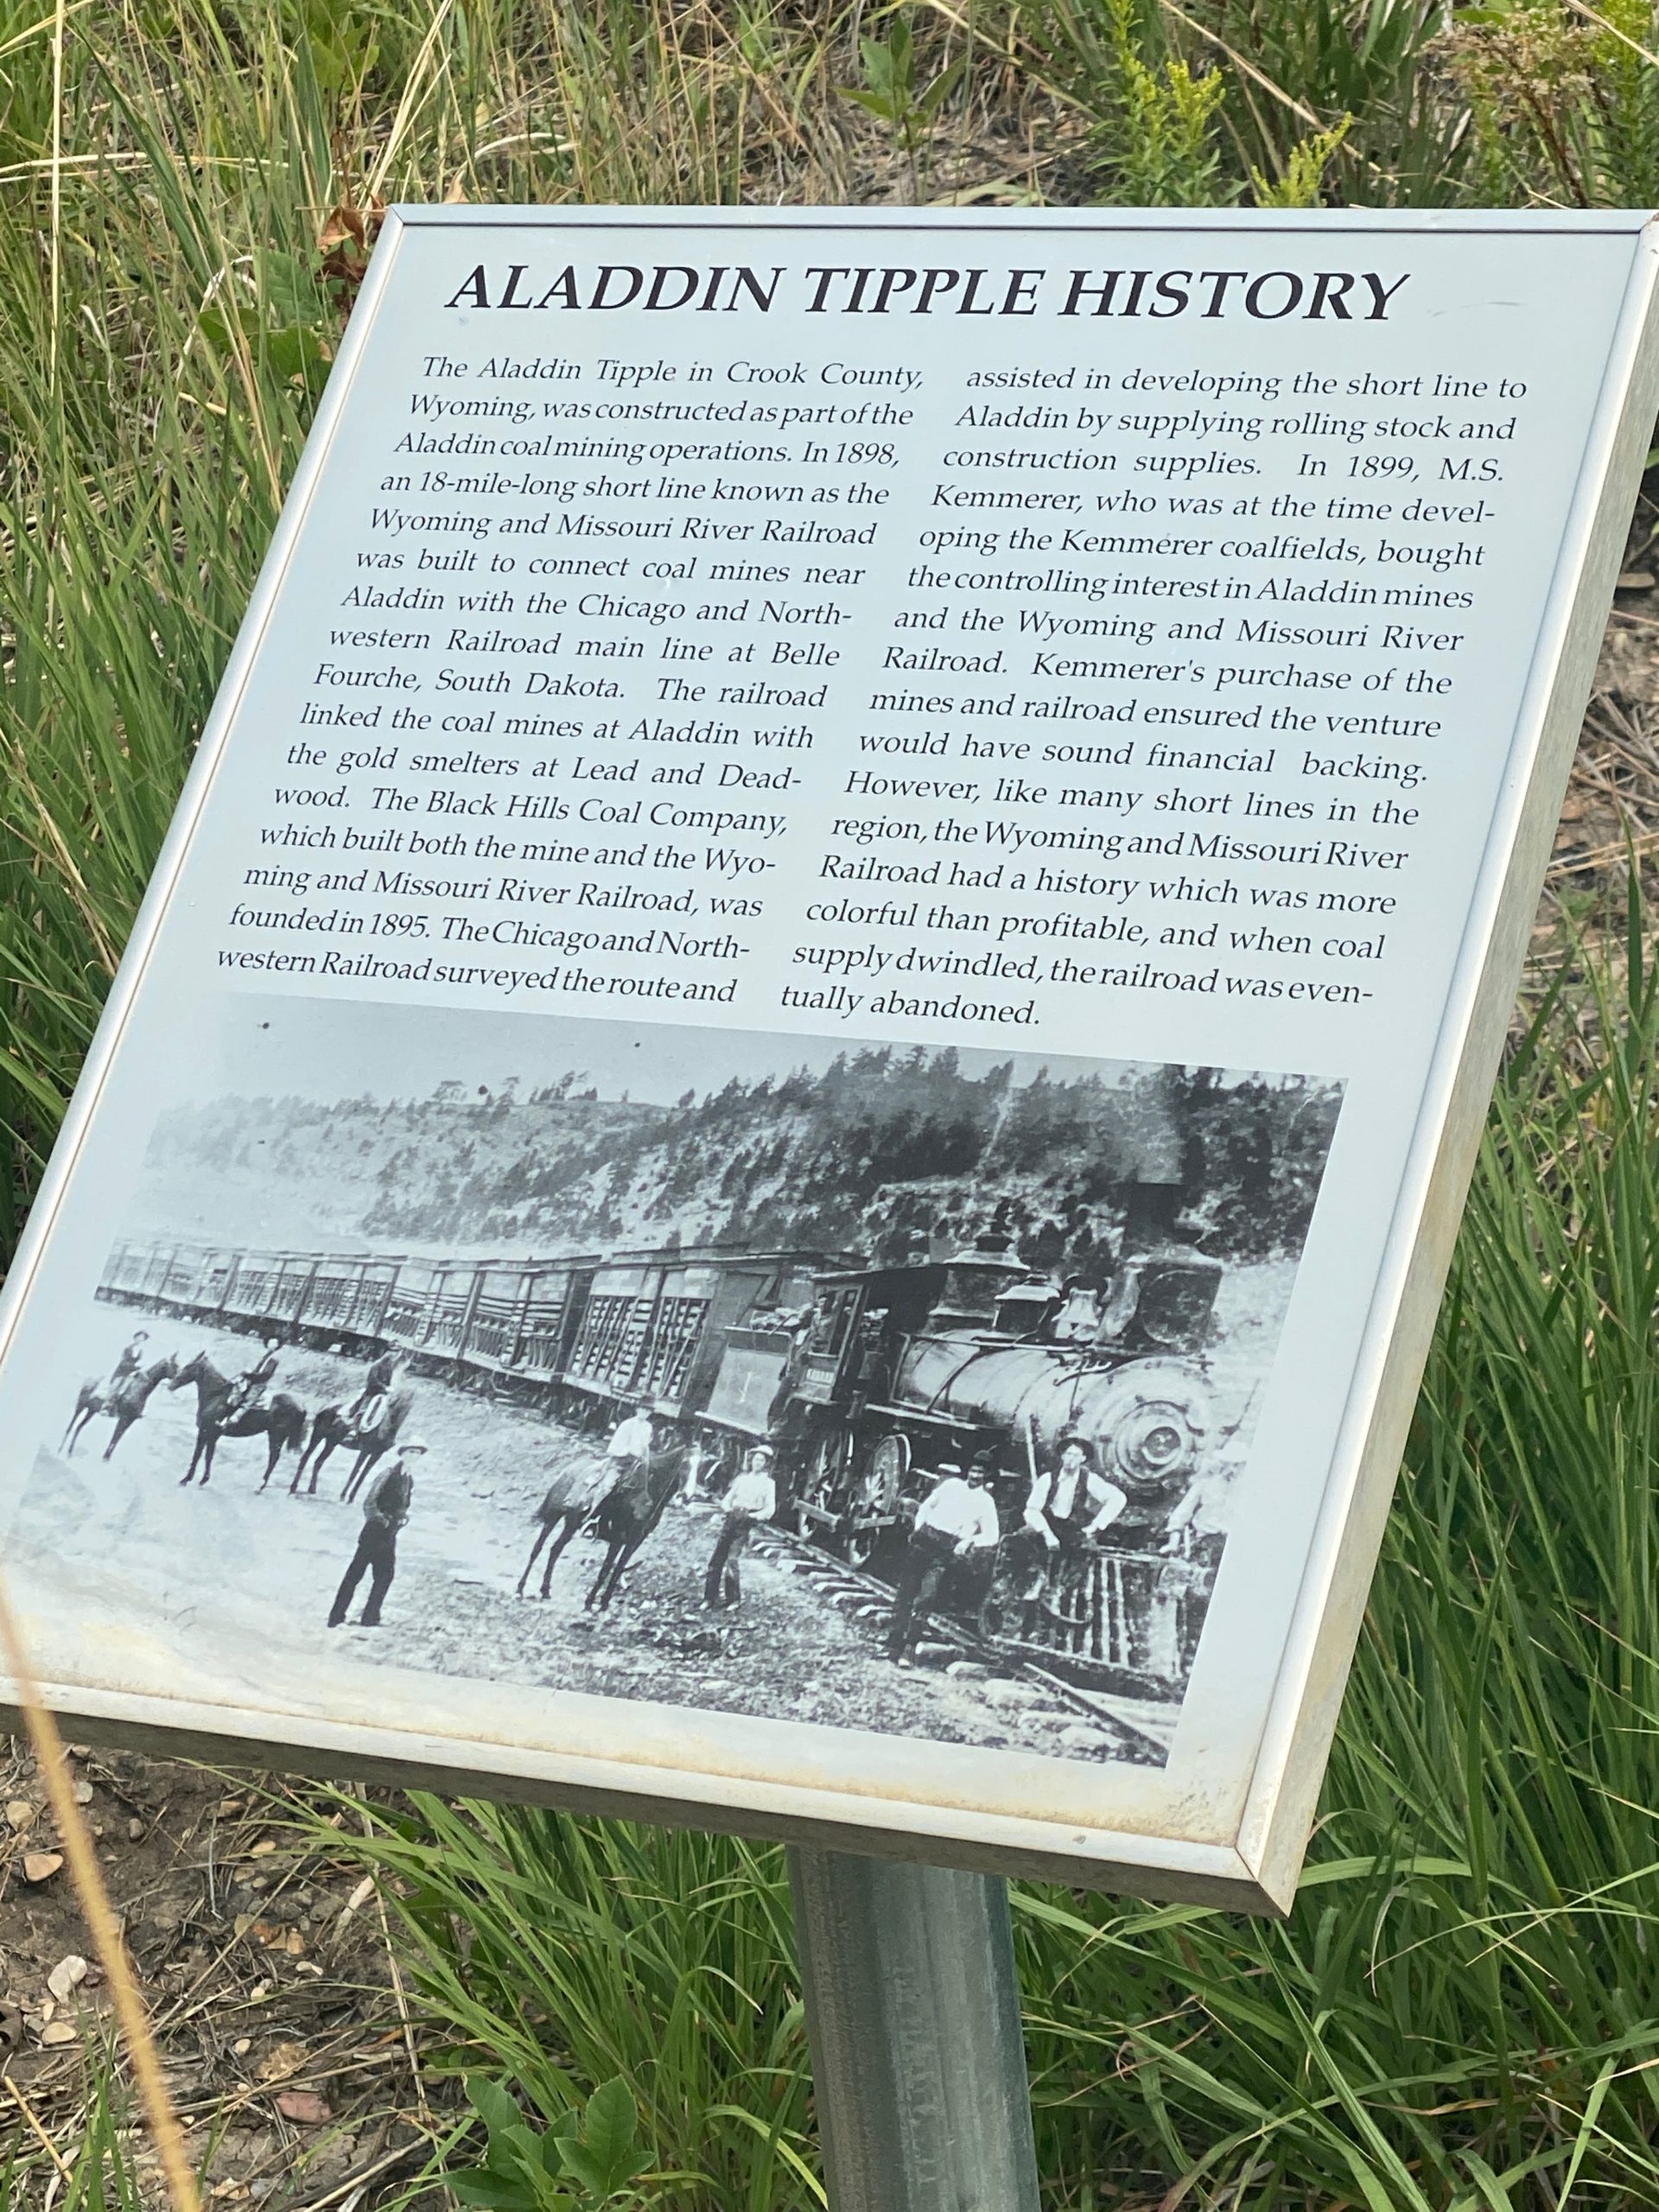 ALADDIN TIPPLE HISTORY
The Aladdin Tipple in Crook County,
Wyoming, was constructed as part of the
Aladdin coal mining operations. In 1898,
an 18-mile-long short line known as the
Wyoming and Missouri River Railroad
was built to connect coal mines near
Aladdin with the Chicago and North-
western Railroad main line at Belle
Fourche, South Dakota. The railroad
linked the coal mines at Aladdin with
the gold smelters at Lead and Dead-
wood. The Black Hills Coal Company,
which built both the mine and the Wyo-
ming and Missouri River Railroad, was
founded in 1895. The Chicago and North-
western Railroad surveyed the route and
assisted in developing the short line to
Aladdin by supplying rolling stock and
construction supplies. In 1899, M.S.
Kemmerer, who was at the time devel-
oping the Kemmerer coalfields, bought
the controlling interest in Aladdin mines
and the Wyoming and Missouri River
Railroad. Kemmerer's purchase of the
mines and railroad ensured the venture
would have sound financial backing.
However, like many short lines in the
region, the Wyoming and Missouri River
Railroad had a history which was more
colorful than profitable, and when coal
supply dwindled, the railroad was even-
tually abandoned.